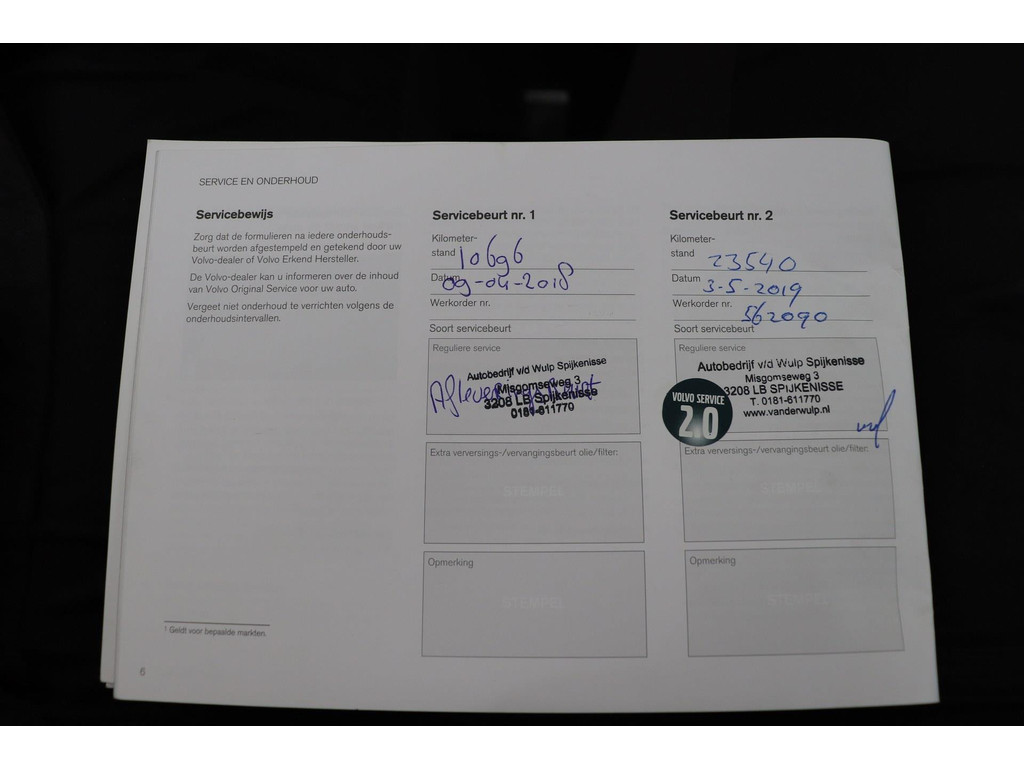 SERVICE EN ONDERHOUD
Servicebewijs
Zorg dat de formulieren na iedere onderhouds-
beurt worden afgestempeld en getekend door uw
Volvo-dealer of Volvo Erkend Hersteller.
De Volvo-dealer kan u informeren over de inhoud
van Volvo Original Service voor uw auto.
Vergeet niet onderhoud te verrichten volgens de
onderhoudsintervallen.
1 Geldt voor bepaalde markten.
6
Servicebeurt nr. 1
Kilometer-
stand 10696
Datum 09-04-2018
Werkorder nr.
Soort servicebeurt
Reguliere service
Autobedrijf v/d Wulp Spijkenisse
Misgomseweg 3
3208 LB Spijkenisse
0181-611770
Extra verversings-/vervangingsbeurt olie/filter:
STEMPEL
Opmerking
STEMPEL
Servicebeurt nr. 2
Kilometer-
stand 23540
Datum 3-5-2019
Werkorder nr. 562090
Soort servicebeurt
Reguliere service
Autobedrijf v/d Wulp Spijkenisse
Misgomseweg 3
3208 LB SPIJKENISSE
T. 0181-611770
www.vanderwulp.nl
VOLVO SERVICE
2.0
Extra verversings-/vervangingsbeurt olie/filter:
STEMPEL
Opmerking
STEMPEL